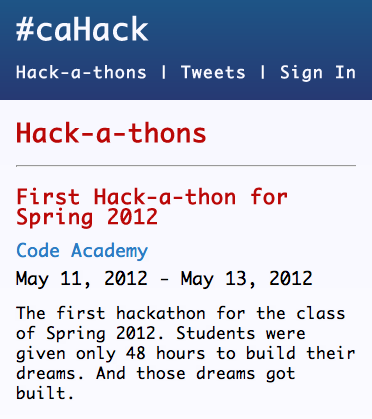 #caHack
Hack-a-thons | Tweets | Sign In
Hack-a-thons
First Hack-a-thon for
Spring 2012
Code Academy
May 11, 2012 - May 13, 2012
The first hackathon for the class
of Spring 2012. Students were
given only 48 hours to build their
dreams. And those dreams got
built.